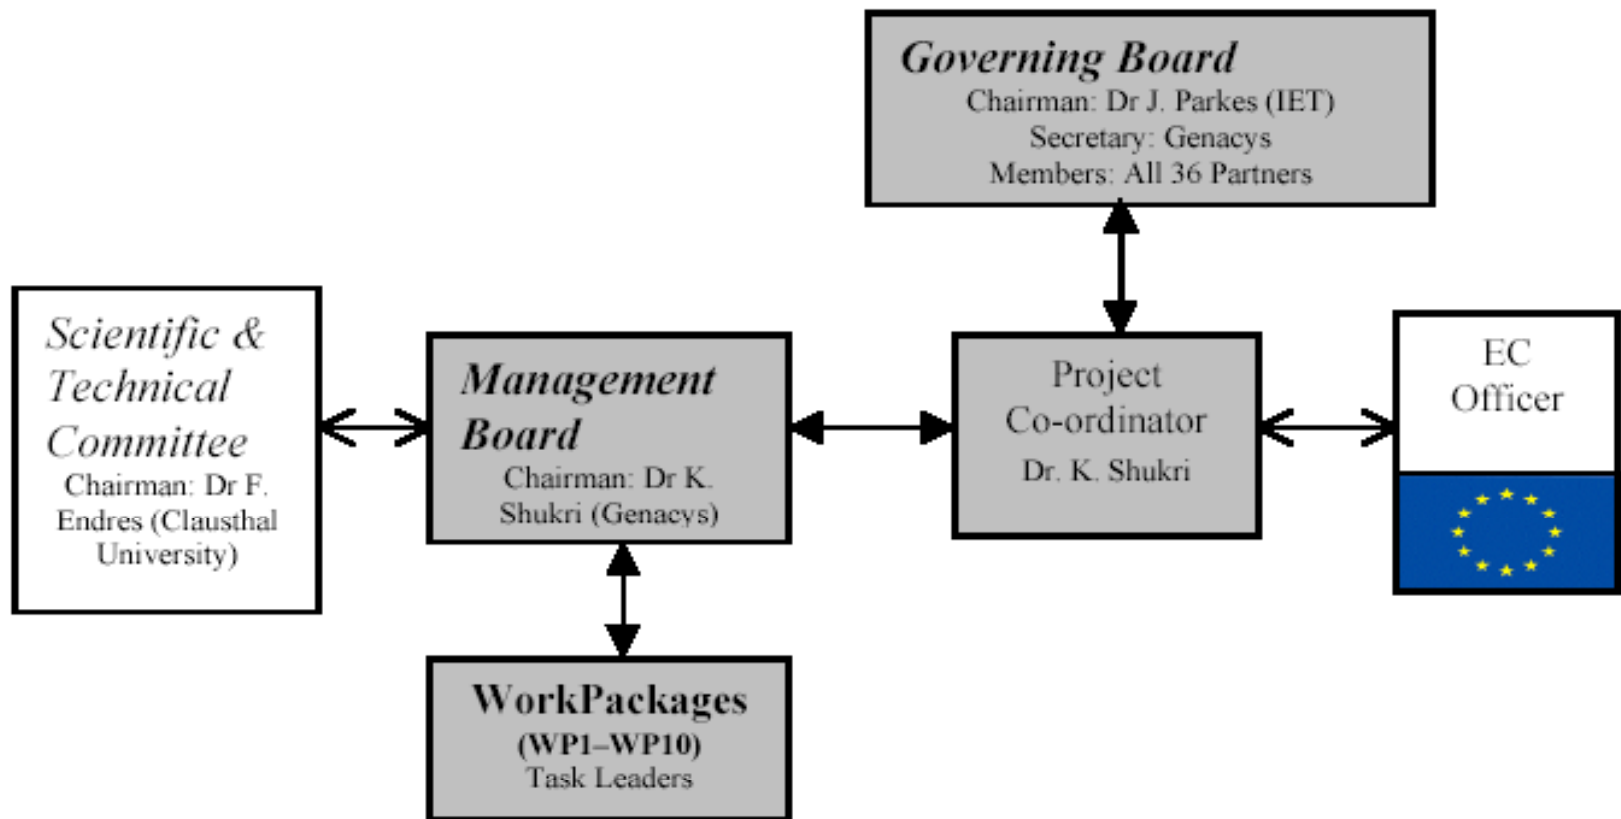 Governing Board
Chairman: Dr J. Parkes (IET)
Secretary: Genacys
Members: All 36 Partners
Scientific &
Technical
Committee
Chairman: Dr F.
Endres (Clausthal
University)
Management
Board
Chairman: Dr K.
Shukri (Genacys)
Project
Co-ordinator
Dr. K. Shukri
EC
Officer
WorkPackages
(WP1–WP10)
Task Leaders